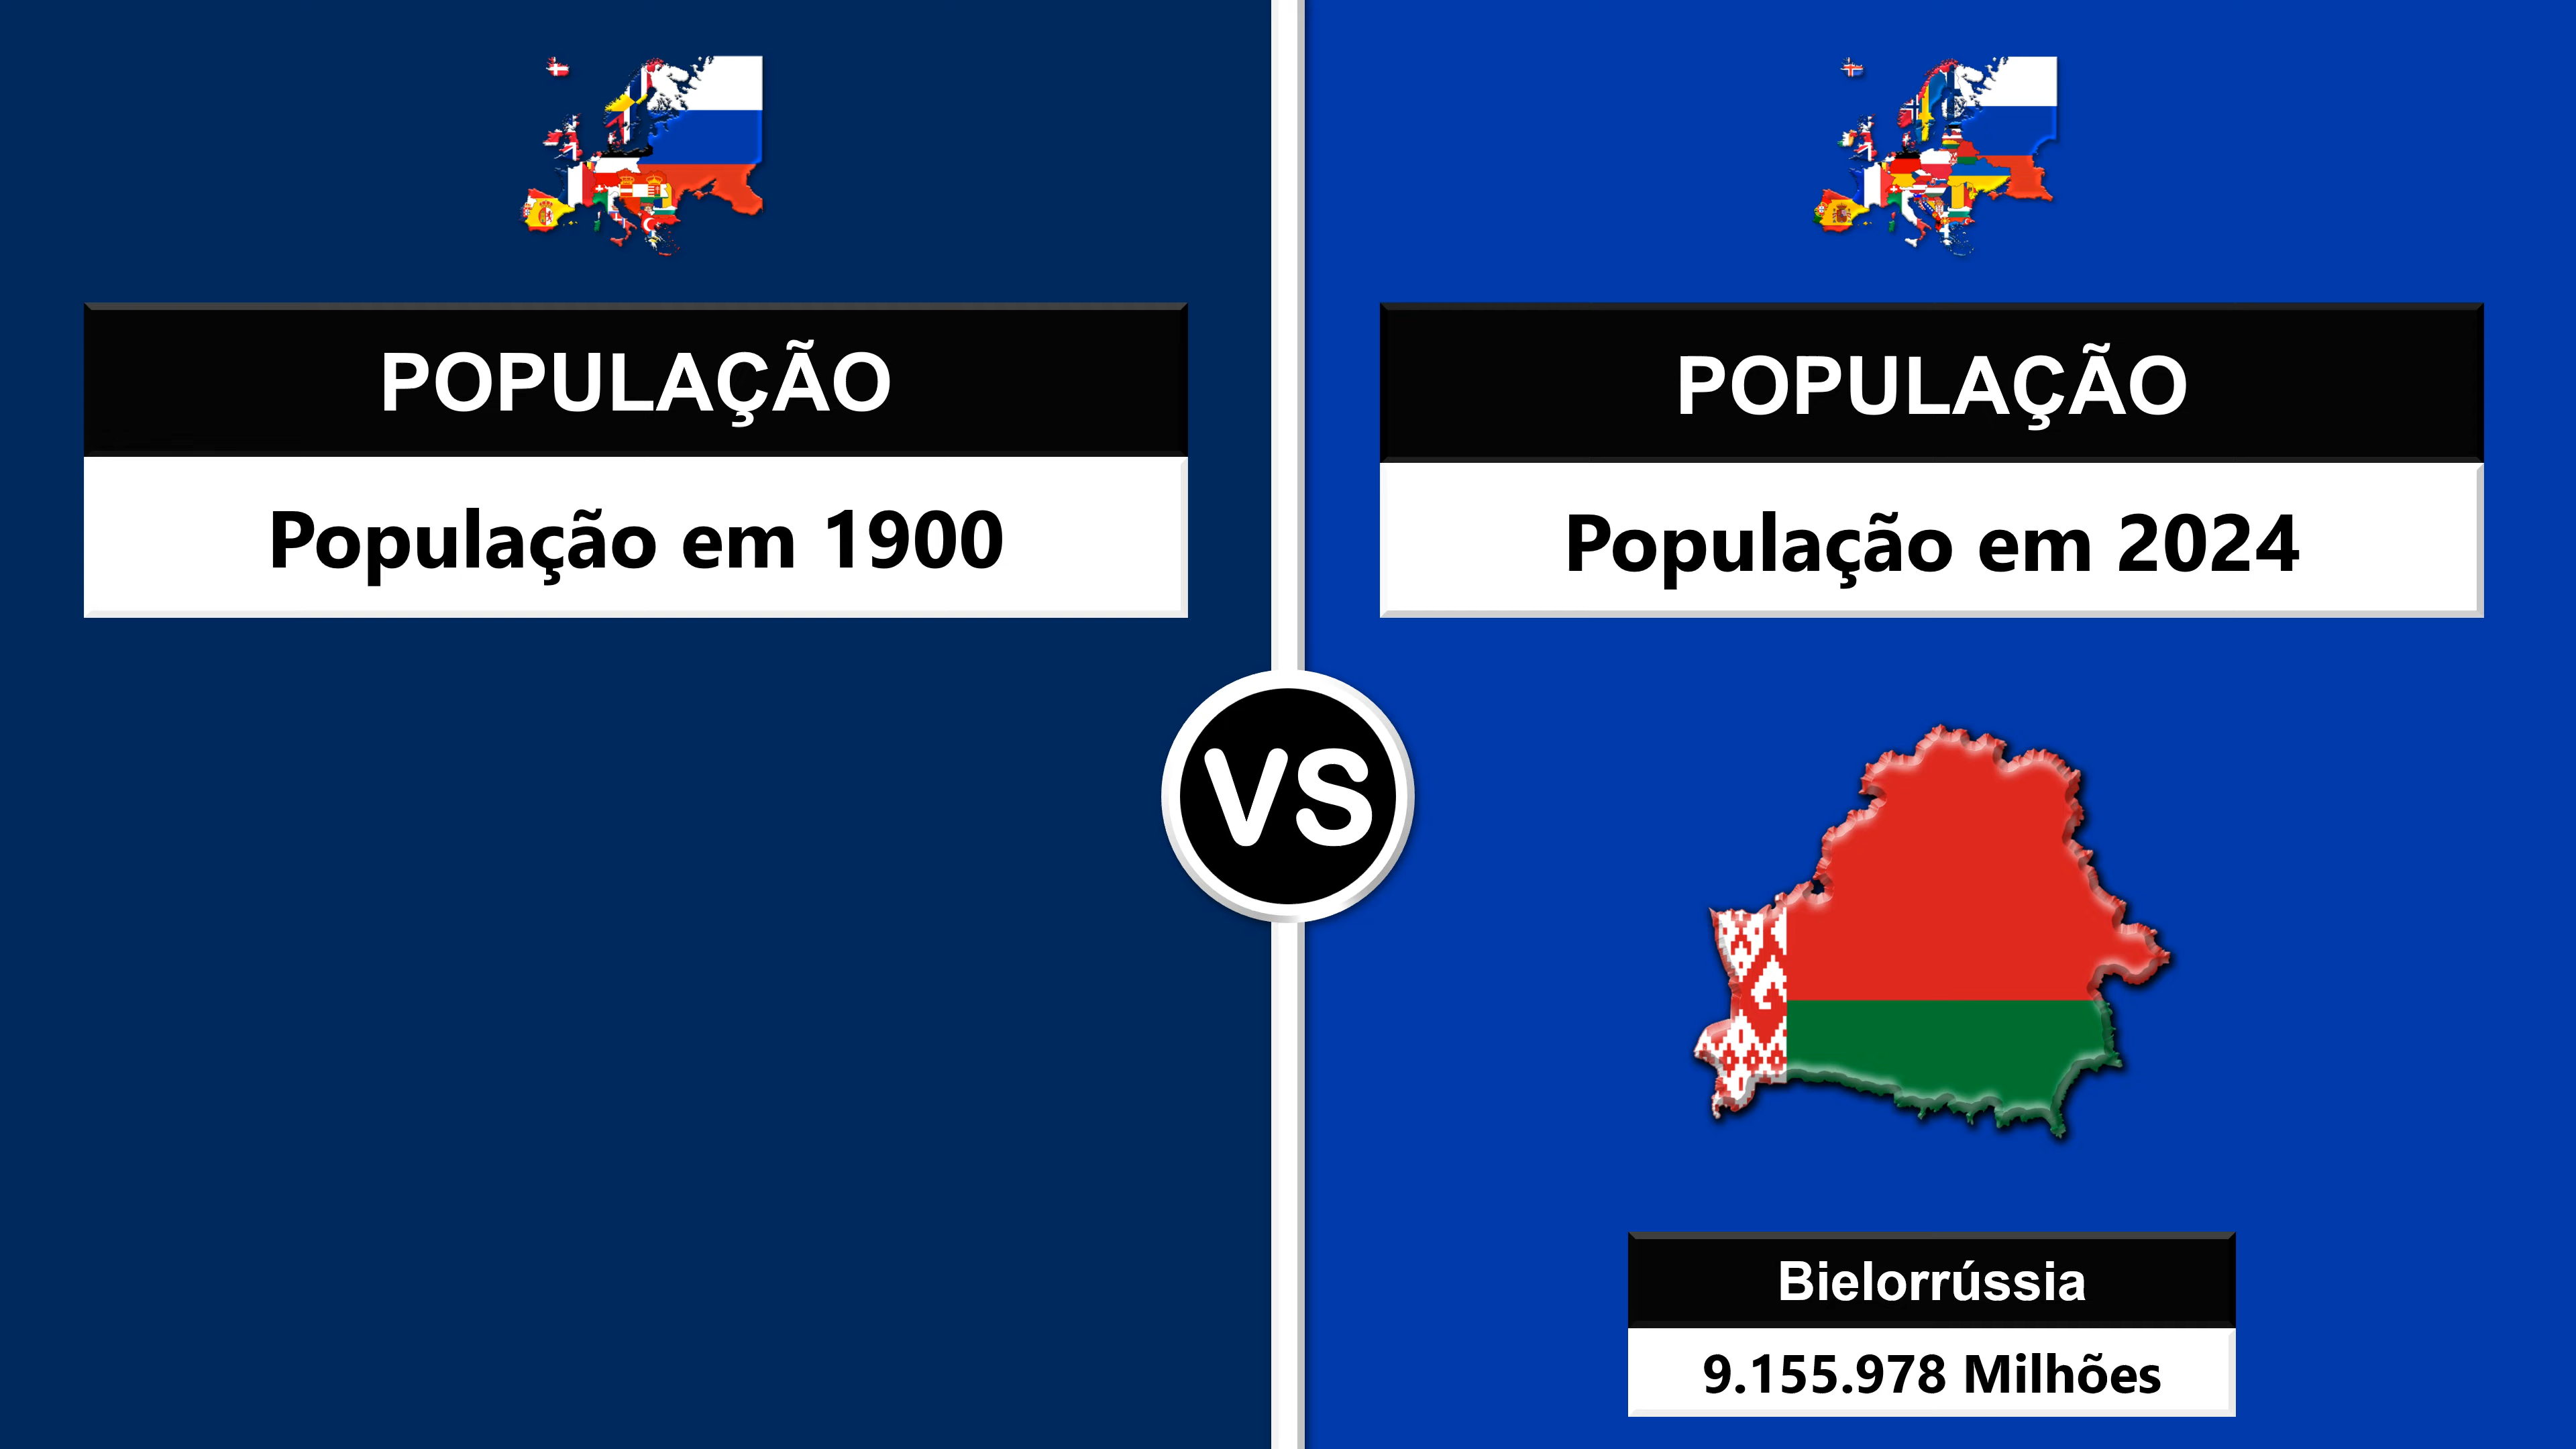 POPULAÇÃO
População em 1900
VS
POPULAÇÃO
População em 2024
Bielorrússia
9.155.978 Milhões